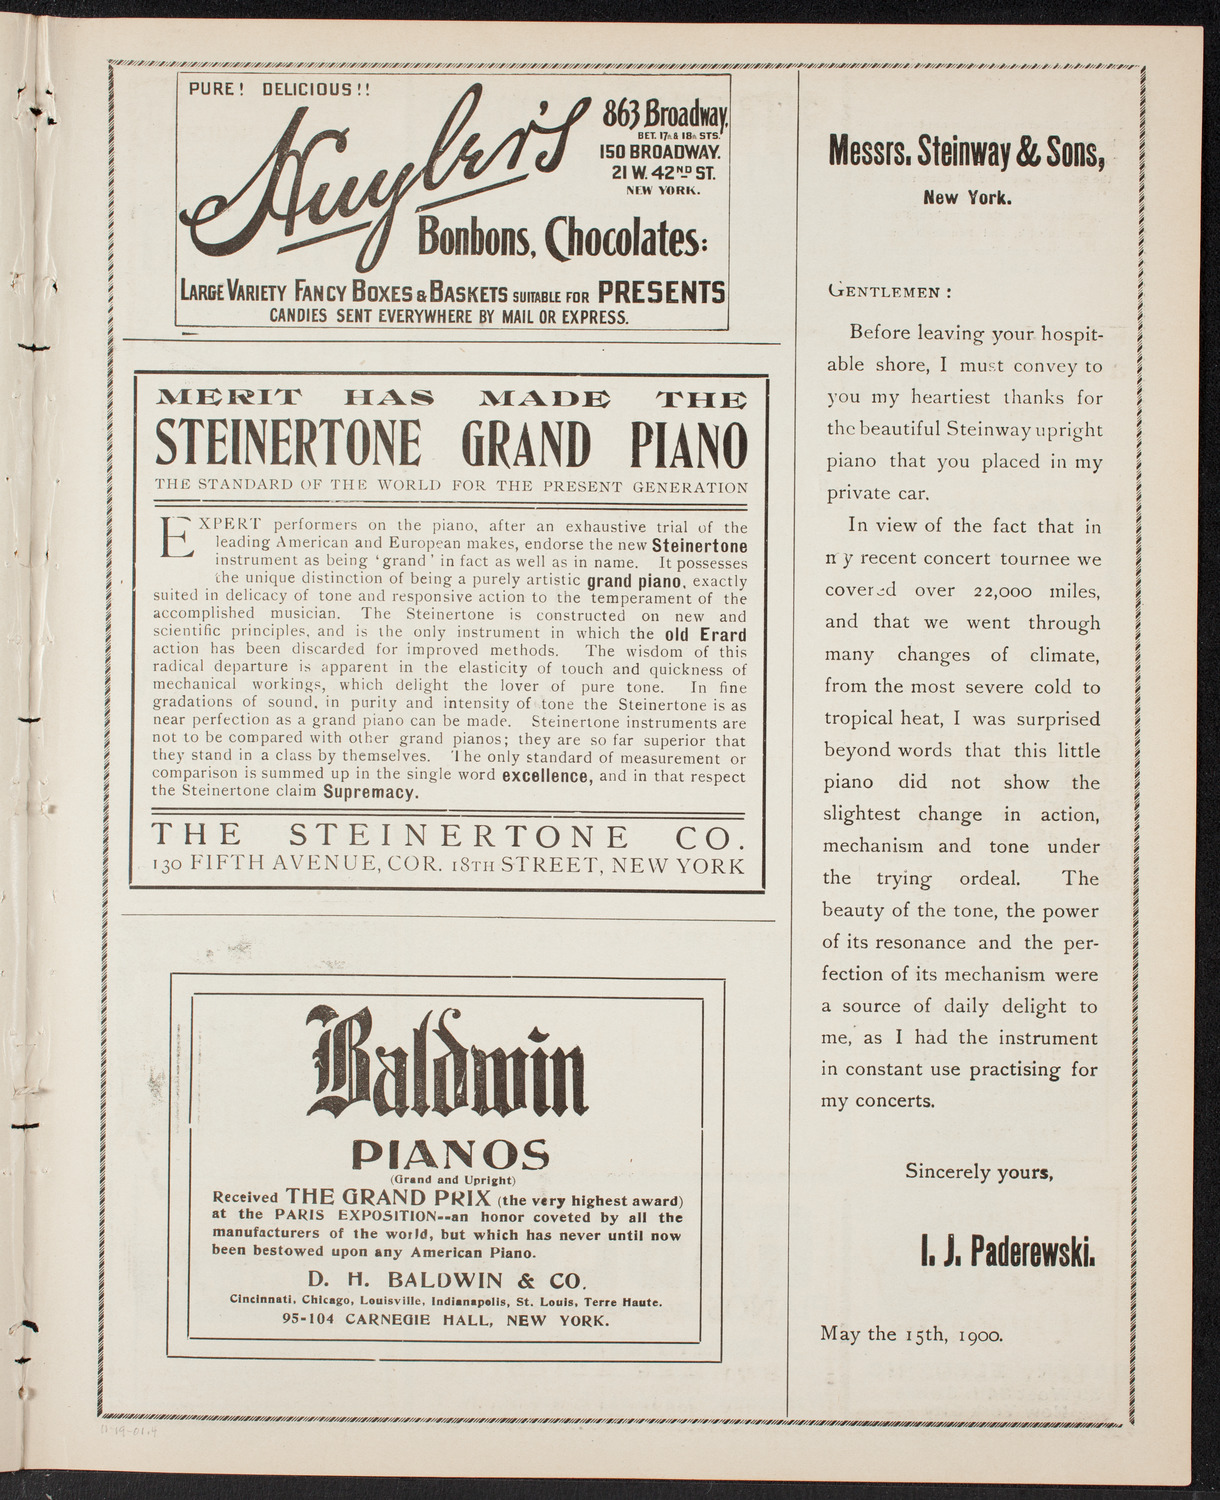 PURE! DELICIOUS!!
Huyler's
863 Broadway,
BET. 17th & 18th STS.
150 BROADWAY.
21 W. 42ND ST.
NEW YORK.
Bonbons, Chocolates:
LARGE VARIETY FANCY BOXES & BASKETS SUITABLE FOR PRESENTS
CANDIES SENT EVERYWHERE BY MAIL OR EXPRESS.
MERIT HAS MADE THE
STEINERTONE GRAND PIANO
THE STANDARD OF THE WORLD FOR THE PRESENT GENERATION
EXPERT performers on the piano, after an exhaustive trial of the
leading American and European makes, endorse the new Steinertone
instrument as being 'grand' in fact as well as in name. It possesses
the unique distinction of being a purely artistic grand piano, exactly
suited in delicacy of tone and responsive action to the temperament of the
accomplished musician. The Steinertone is constructed on new and
scientific principles, and is the only instrument in which the old Erard
action has been discarded for improved methods. The wisdom of this
radical departure is apparent in the elasticity of touch and quickness of
mechanical workings, which delight the lover of pure tone. In fine
gradations of sound, in purity and intensity of tone the Steinertone is as
near perfection as a grand piano can be made. Steinertone instruments are
not to be compared with other grand pianos; they are so far superior that
they stand in a class by themselves. The only standard of measurement or
comparison is summed up in the single word excellence, and in that respect
the Steinertone claim Supremacy.
THE STEINERTONE CO.
130 FIFTH AVENUE, COR. 18TH STREET, NEW YORK
Baldwin
PIANOS
(Grand and Upright)
Received THE GRAND PRIX (the very highest award)
at the PARIS EXPOSITION--an honor coveted by all the
manufacturers of the world, but which has never until now
been bestowed upon any American Piano.
D. H. BALDWIN & CO.
Cincinnati, Chicago, Louisville, Indianapolis, St. Louis, Terre Haute.
95-104 CARNEGIE HALL, NEW YORK.
Messrs. Steinway & Sons,
New York.
GENTLEMEN:
Before leaving your hospit-
able shore, I must convey to
you my heartiest thanks for
the beautiful Steinway upright
piano that you placed in my
private car.
In view of the fact that in
my recent concert tournee we
covered over 22,000 miles,
and that we went through
many changes of climate,
from the most severe cold to
tropical heat, I was surprised
beyond words that this little
piano did not show the
slightest change in action,
mechanism and tone under
the trying ordeal. The
beauty of the tone, the power
of its resonance and the per-
fection of its mechanism were
a source of daily delight to
me, as I had the instrument
in constant use practising for
my concerts.
Sincerely yours,
I. J. Paderewski.
May the 15th, 1900.